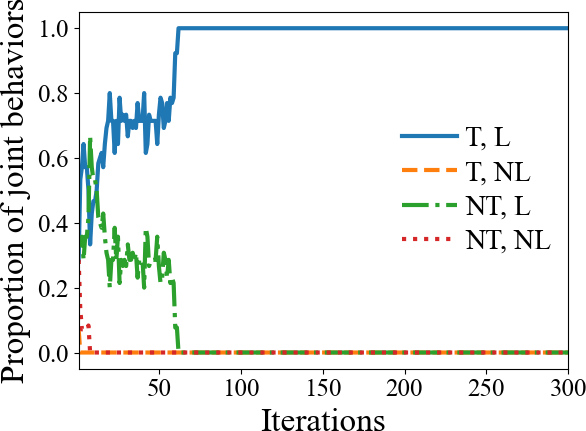 Proportion of joint behaviors
1.0
0.8
0.6
0.4
0.2
0.0
T, L
T, NL
NT, L
NT, NL
50
100
150
200
250
300
Iterations